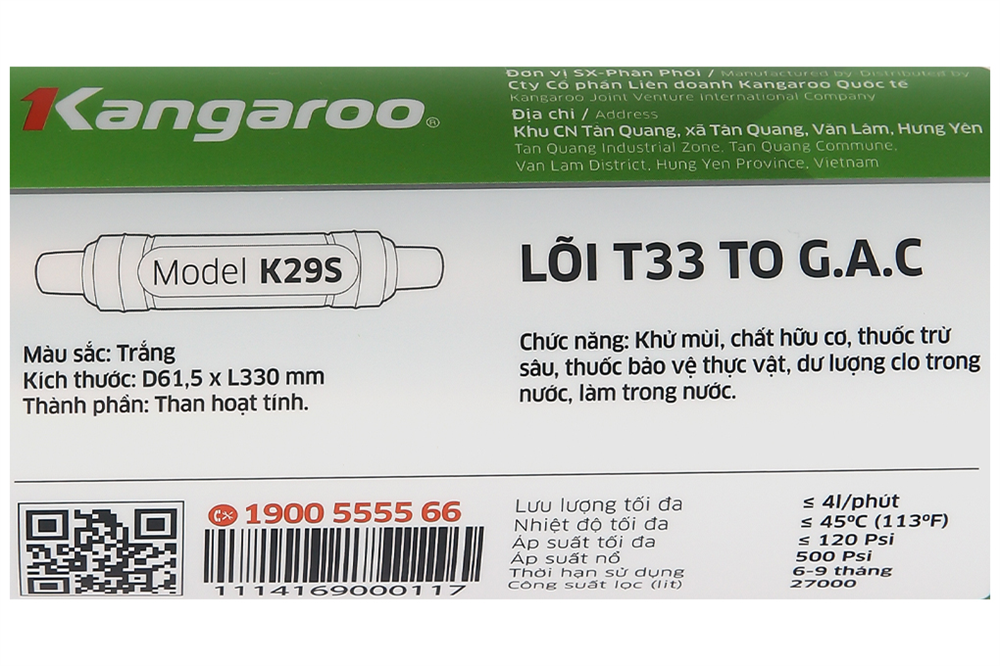 Kangaroo®
Đơn vị SX-Phân Phối / Manufactured by-Distributed by
Cty Cổ phần Liên doanh Kangaroo Quốc tế
Kangaroo Joint Venture International Company
Địa chỉ / Address
Khu CN Tân Quang, xã Tân Quang, Văn Lâm, Hưng Yên
Tan Quang Industrial Zone, Tan Quang Commune,
Van Lam District, Hung Yen Province, Vietnam
Model K29S
LÕI T33 TO G.A.C
Màu sắc: Trắng
Kích thước: D61,5 x L330 mm
Thành phần: Than hoạt tính.
Chức năng: Khử mùi, chất hữu cơ, thuốc trừ
sâu, thuốc bảo vệ thực vật, dư lượng clo trong
nước, làm trong nước.
1900 5555 66
1114169000117
Lưu lượng tối đa ≤ 4l/phút
Nhiệt độ tối đa ≤ 45ºC (113ºF)
Áp suất tối đa ≤ 120 Psi
Áp suất nổ 500 Psi
Thời hạn sử dụng 6-9 tháng
Công suất lọc (lít) 27000